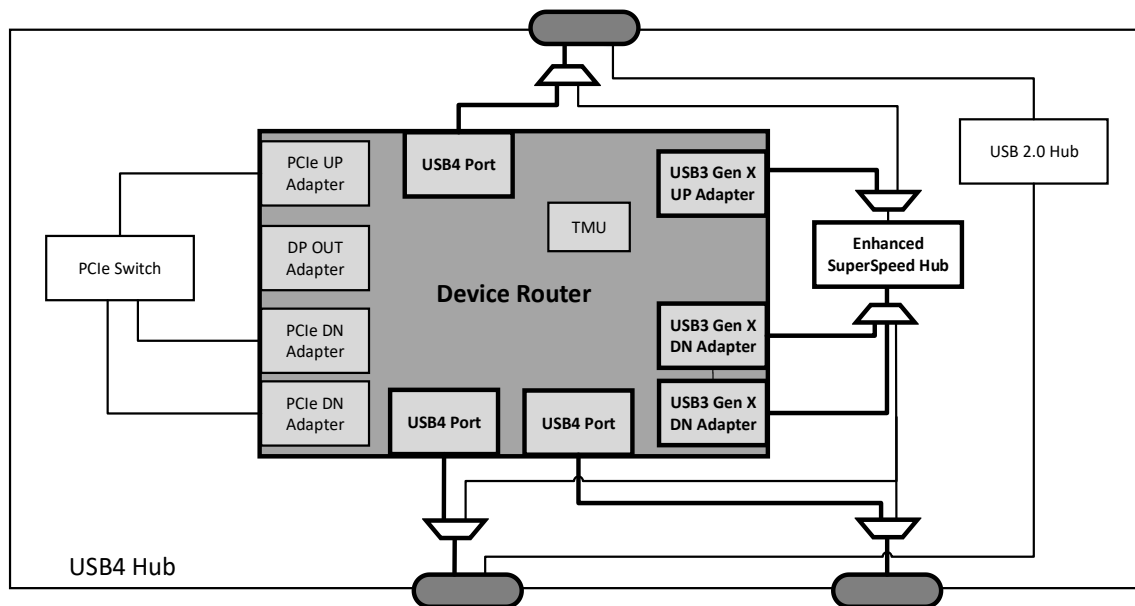 USB4 Port
PCIe UP
Adapter
USB3 Gen X
UP Adapter
USB 2.0 Hub
TMU
DP OUT
Adapter
PCIe Switch
Enhanced
SuperSpeed Hub
Device Router
PCIe DN
Adapter
USB3 Gen X
DN Adapter
PCIe DN
Adapter
USB4 Port
USB4 Port
USB3 Gen X
DN Adapter
USB4 Hub